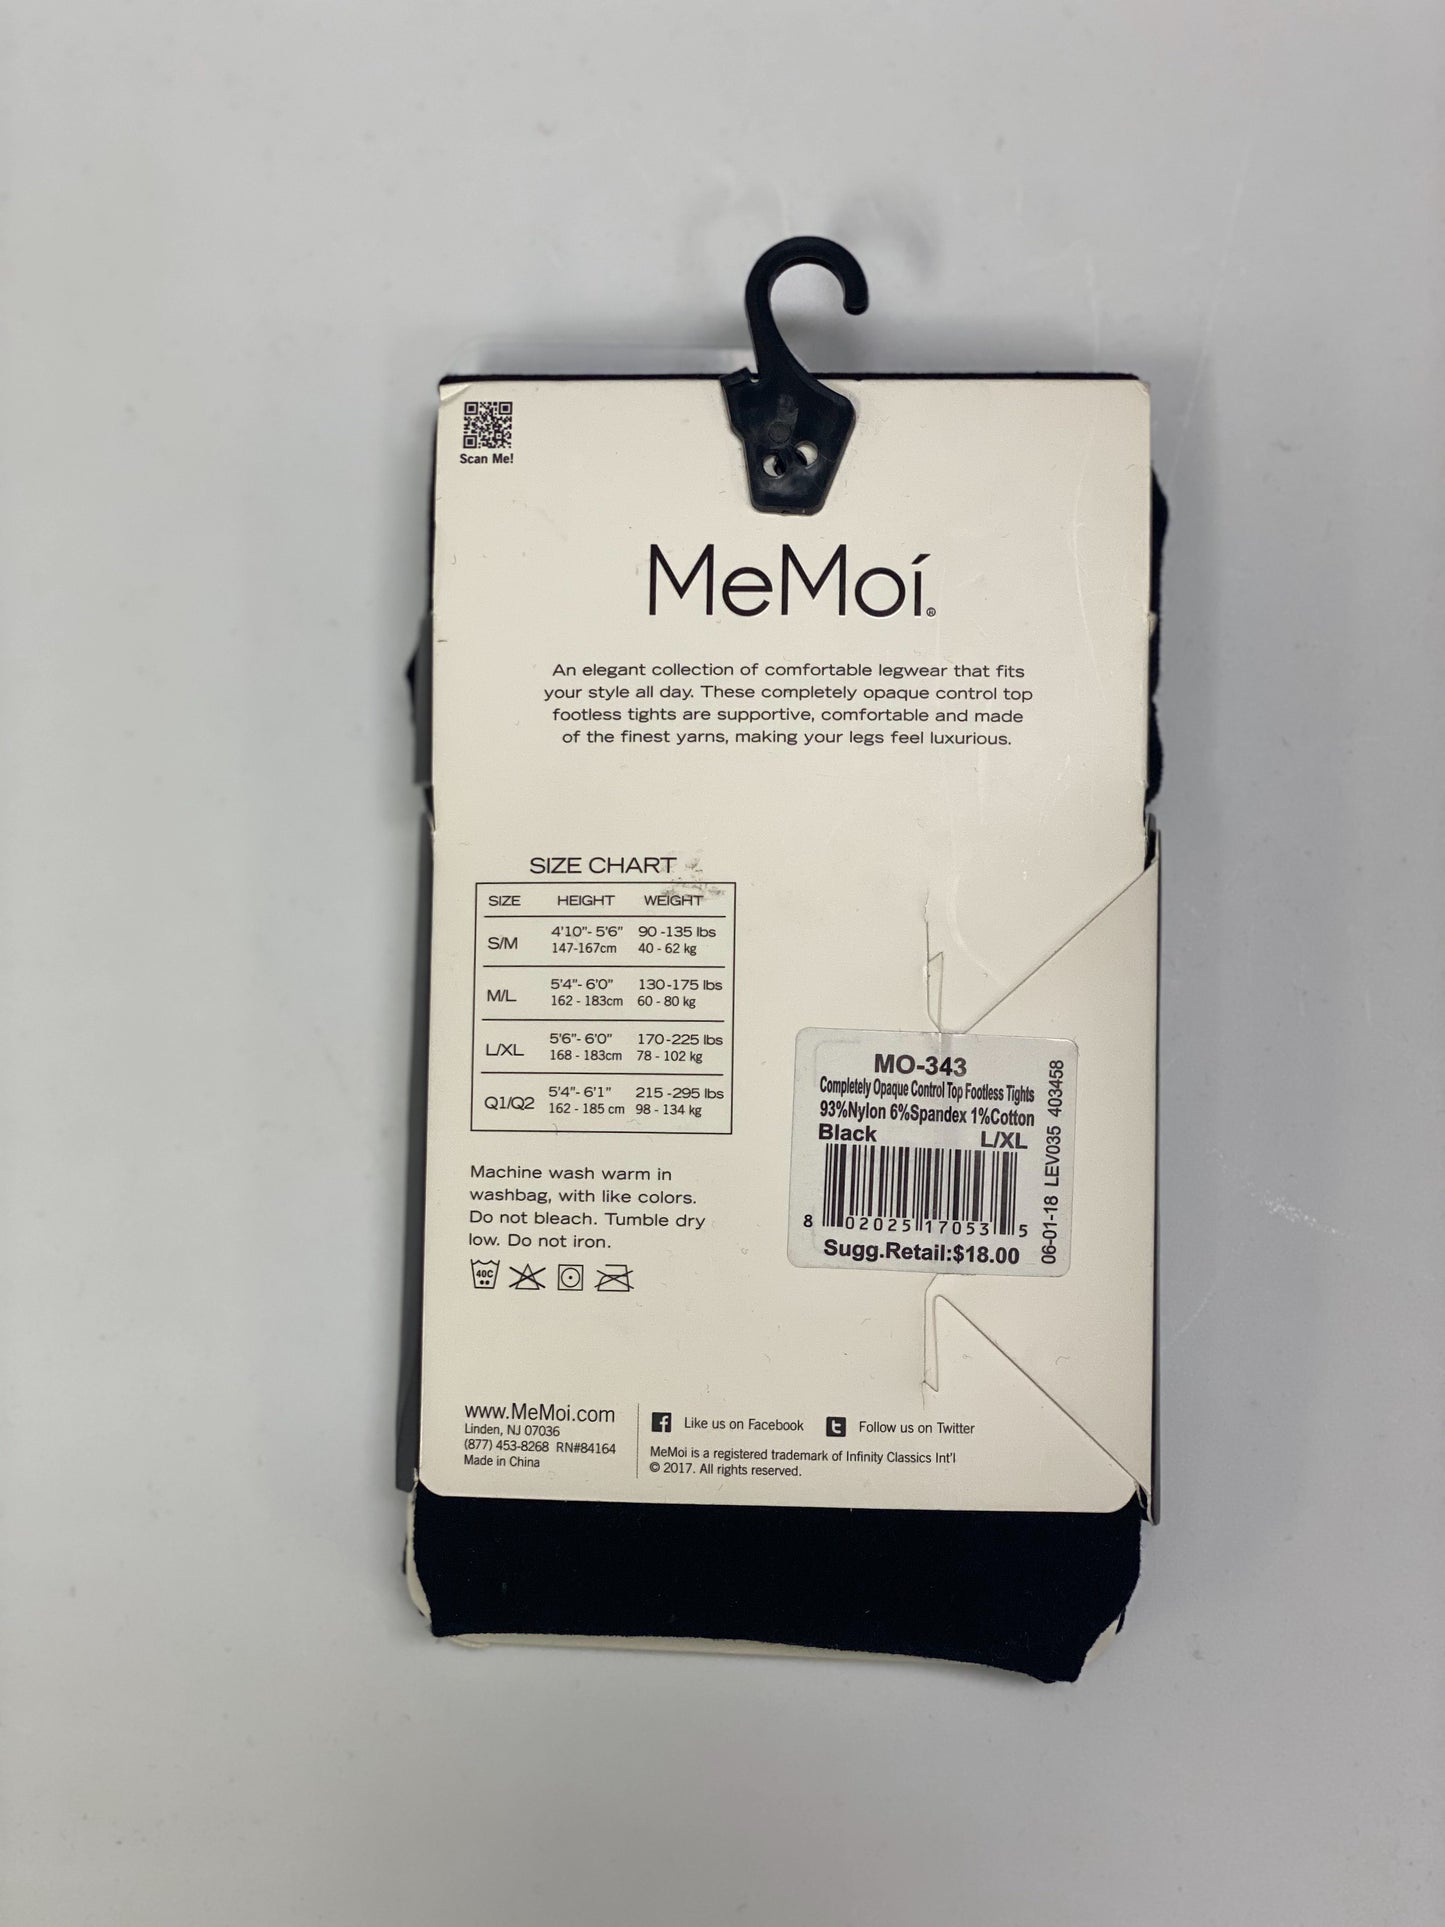 Scan Me!
MeMoí®
An elegant collection of comfortable legwear that fits
your style all day. These completely opaque control top
footless tights are supportive, comfortable and made
of the finest yarns, making your legs feel luxurious.
SIZE CHART
SIZE HEIGHT WEIGHT
S/M 4'10"- 5'6" 90 -135 lbs
147-167cm 40 - 62 kg
M/L 5'4"- 6'0" 130-175 lbs
162 - 183cm 60 - 80 kg
L/XL 5'6"- 6'0" 170-225 lbs
168 - 183cm 78 - 102 kg
Q1/Q2 5'4"- 6'1" 215 -295 lbs
162 - 185 cm 98 - 134 kg
Machine wash warm in
washbag, with like colors.
Do not bleach. Tumble dry
low. Do not iron.
40C
MO-343
Completely Opaque Control Top Footless Tights
93%Nylon 6%Spandex 1%Cotton
Black L/XL
8 02025 17053 5
Sugg.Retail:$18.00
06-01-18 LEV035 403458
www.MeMoi.com
Linden, NJ 07036
(877) 453-8268 RN#84164
Made in China
Like us on Facebook Follow us on Twitter
MeMoi is a registered trademark of Infinity Classics Int'l
© 2017. All rights reserved.